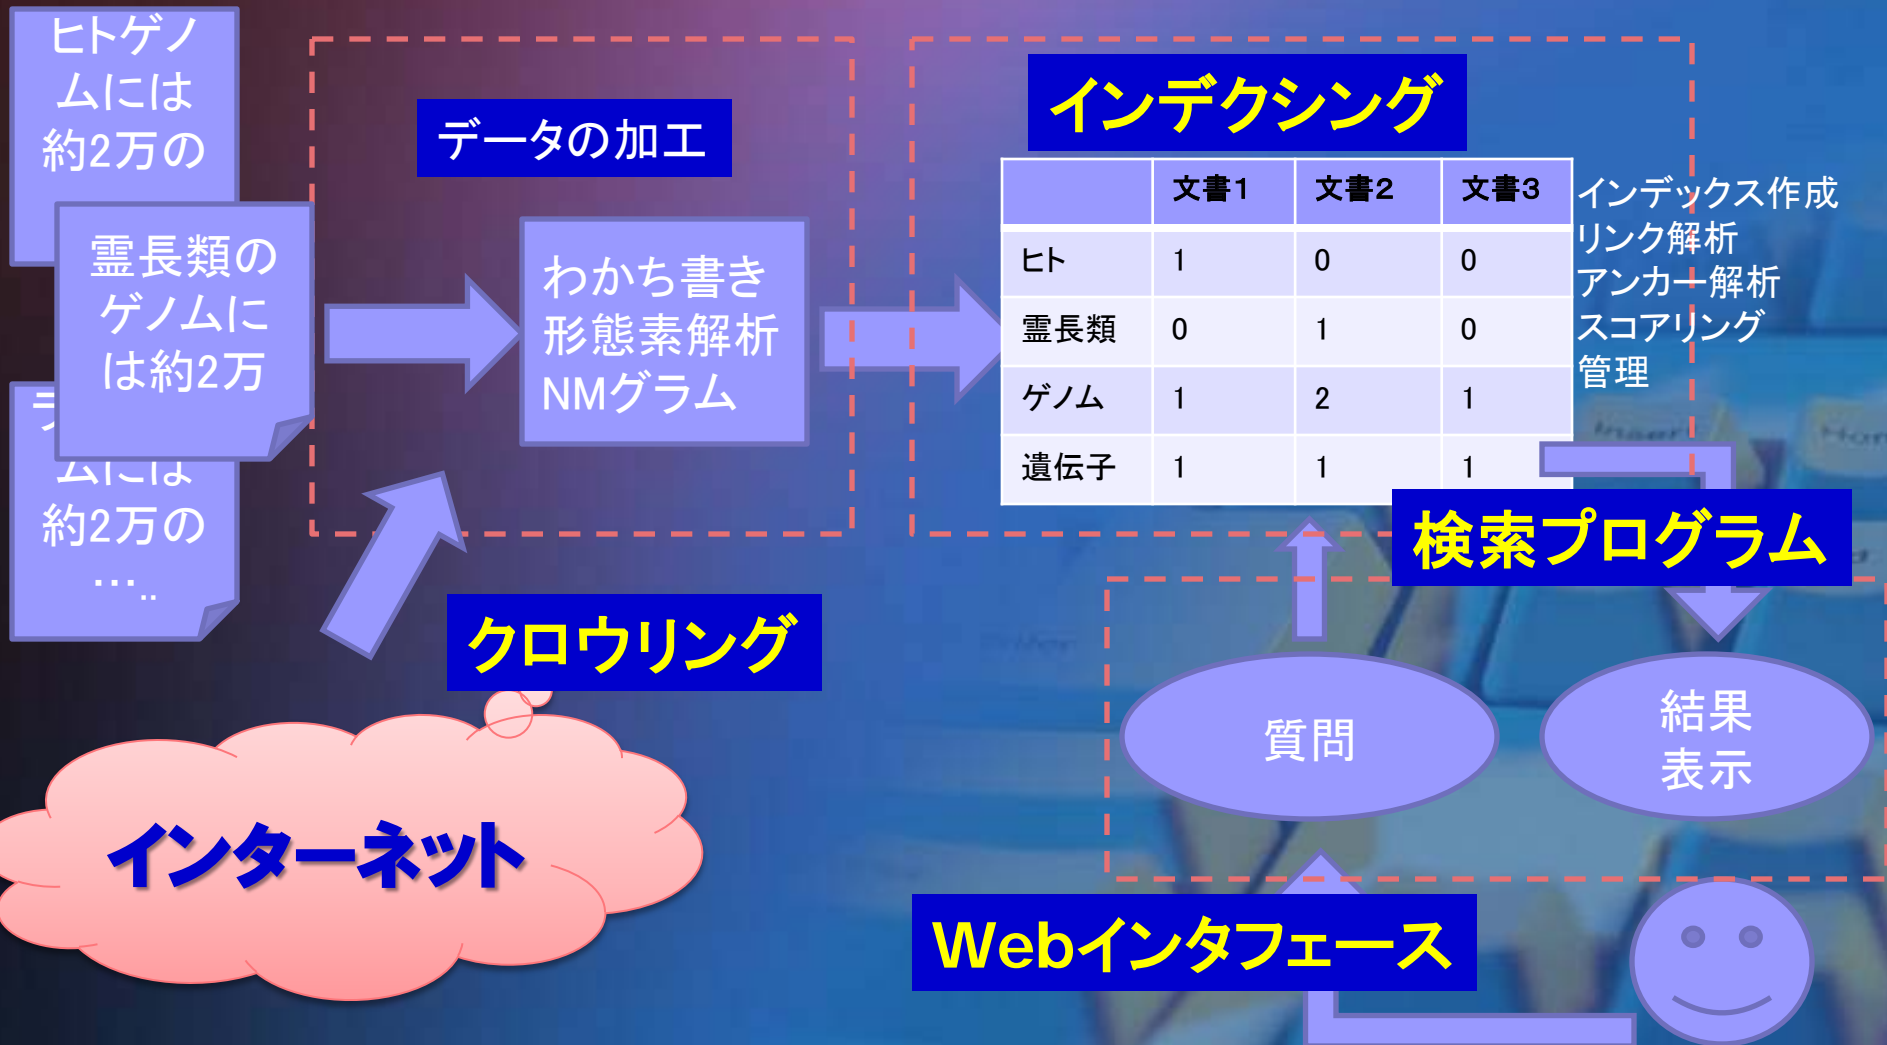 ヒトゲノ
ムには
約2万の
霊長類の
ゲノムに
は約2万
ムには
約2万の
…..
データの加工
わかち書き
形態素解析
NMグラム
クロウリング
インターネット
インデクシング
文書1 文書2 文書3
ヒト 1 0 0
霊長類 0 1 0
ゲノム 1 2 1
遺伝子 1 1 1
インデックス作成
リンク解析
アンカー解析
スコアリング
管理
検索プログラム
質問
結果
表示
Webインタフェース